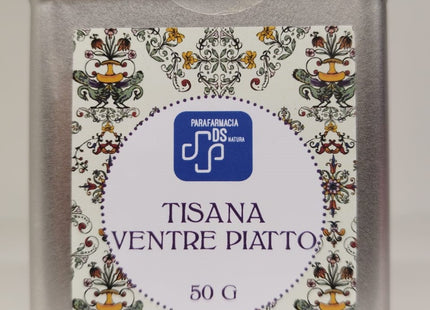 PARAFARMACIA
DS
NATURA
TISANA
VENTRE PIATTO
50 G